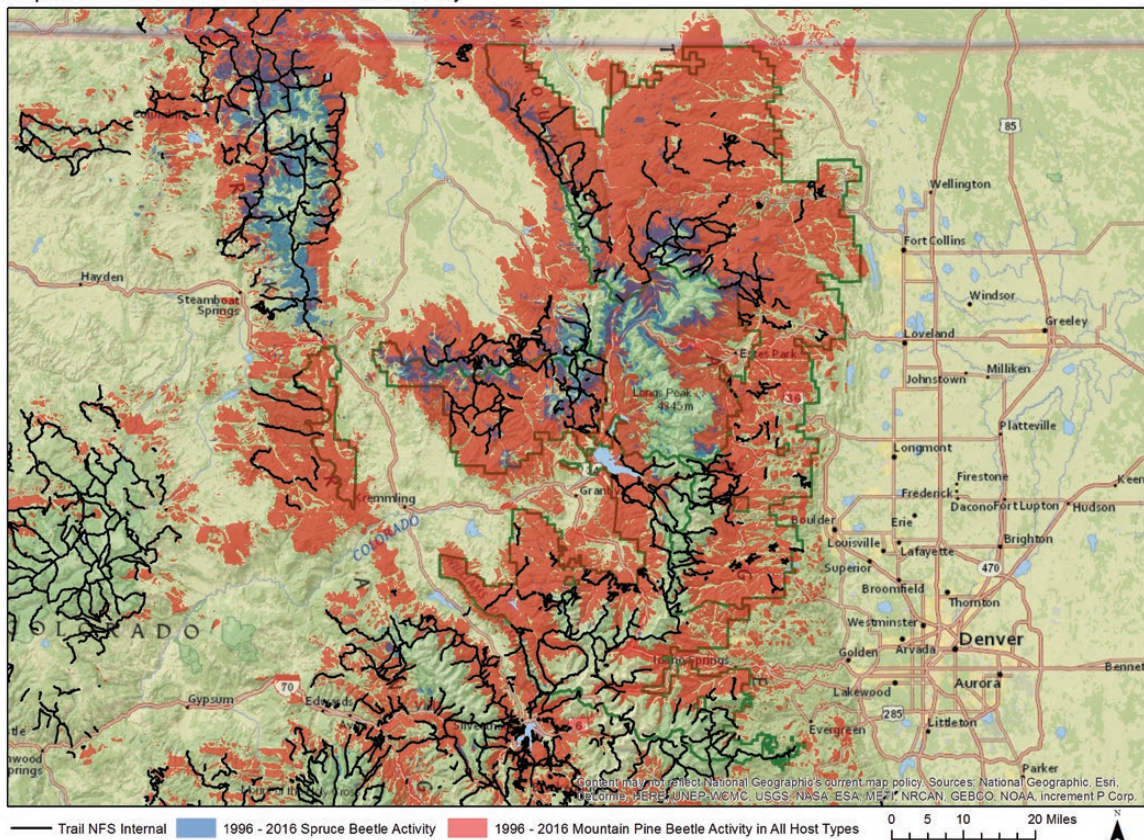 85
Wellington
Fort Collins
Hayden
Windsor
Steamboat
Springs
Greeley
Loveland
Estes Park
Johnstown
Milliken
Longs Peak
36
Platteville
Longmont
Firestone
Keen
Kremmling
Frederick
Dacono
Fort Lupton
Hudson
Boulder
Erie
COLORADO
Louisville
Lafayette
Brighton
Superior
470
Broomfield
Thornton
Westminster
OLORADO
Denver
Golden
Arvada
Idaho Springs
Bennet
70
Gypsum
Edwards
Lakewood
Aurora
285
Littleton
Evergreen
nwood
prings
Parker
Content may not reflect National Geographic's current map policy. Sources: National Geographic, Esri,
DeLorme, HERE, UNEP-WCMC, USGS, NASA, ESA, METI, NRCAN, GEBCO, NOAA, increment P Corp.
Trail NFS Internal 1996 - 2016 Spruce Beetle Activity 1996 - 2016 Mountain Pine Beetle Activity in All Host Types
0 5 10 20 Miles
N